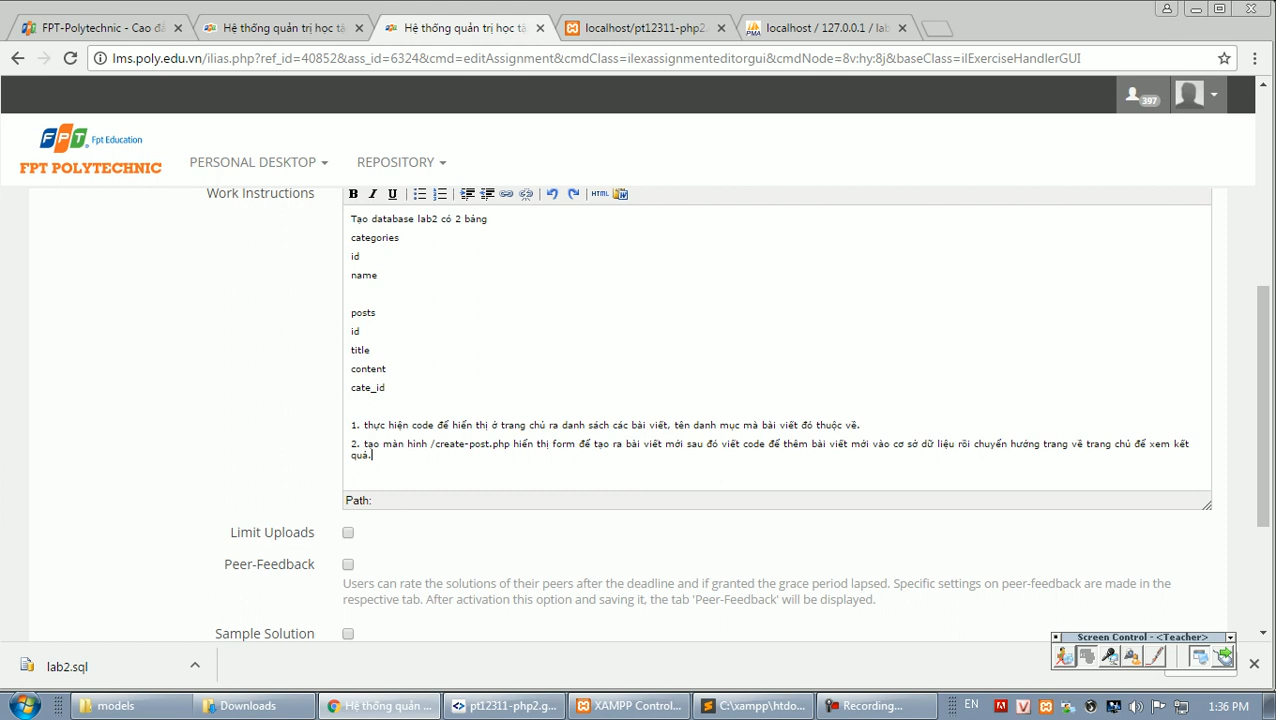 FPT-Polytechnic - Cao đẳ
Hệ thống quản trị học tậ
Hệ thống quản trị học tậ
localhost/pt12311-php2.
localhost / 127.0.0.1 / lab
lms.poly.edu.vn/ilias.php?ref_id=40852&ass_id=6324&cmd=editAssignment&cmdClass=ilexassignmenteditorgui&cmdNode=8v:hy:8j&baseClass=ilExerciseHandlerGUI
397
FPT. Fpt Education
FPT POLYTECHNIC
PERSONAL DESKTOP
REPOSITORY
Work Instructions
B I U
HTML
Tạo database lab2 có 2 bảng
categories
id
name
posts
id
title
content
cate_id
1. thực hiện code để hiển thị ở trang chủ ra danh sách các bài viết, tên danh mục mà bài viết đó thuộc về.
2. tạo màn hình /create-post.php hiển thị form để tạo ra bài viết mới sau đó viết code để thêm bài viết mới vào cơ sở dữ liệu rồi chuyển hướng trang về trang chủ để xem kết
quả.
Path:
Limit Uploads
Peer-Feedback
Users can rate the solutions of their peers after the deadline and if granted the grace period lapsed. Specific settings on peer-feedback are made in the
respective tab. After activation this option and saving it, the tab 'Peer-Feedback' will be displayed.
Sample Solution
Screen Control - <Teacher>
lab2.sql
models
Downloads
Hệ thống quản ...
pt12311-php2.g...
XAMPP Control...
C:\xampp\htdo...
Recording...
EN
1:36 PM